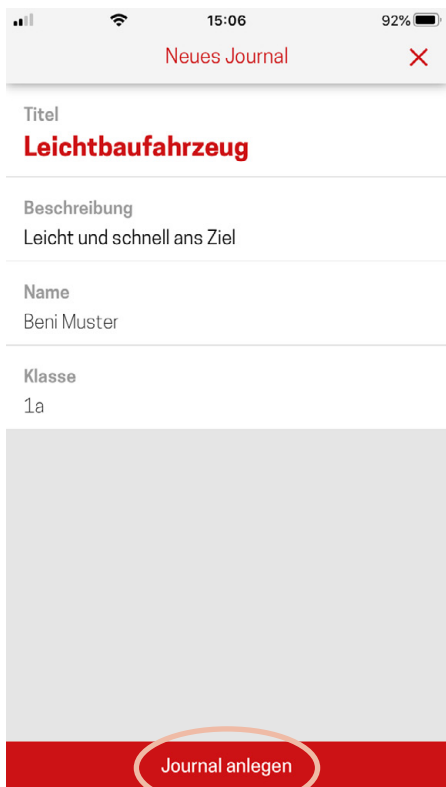 15:06 92%
Neues Journal
Titel
Leichtbaufahrzeug
Beschreibung
Leicht und schnell ans Ziel
Name
Beni Muster
Klasse
1a
Journal anlegen